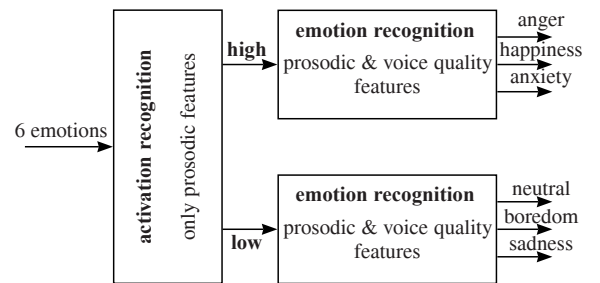 6 emotions
activation recognition
only prosodic features
high
emotion recognition
prosodic & voice quality
features
anger
happiness
anxiety
low
emotion recognition
prosodic & voice quality
features
neutral
boredom
sadness